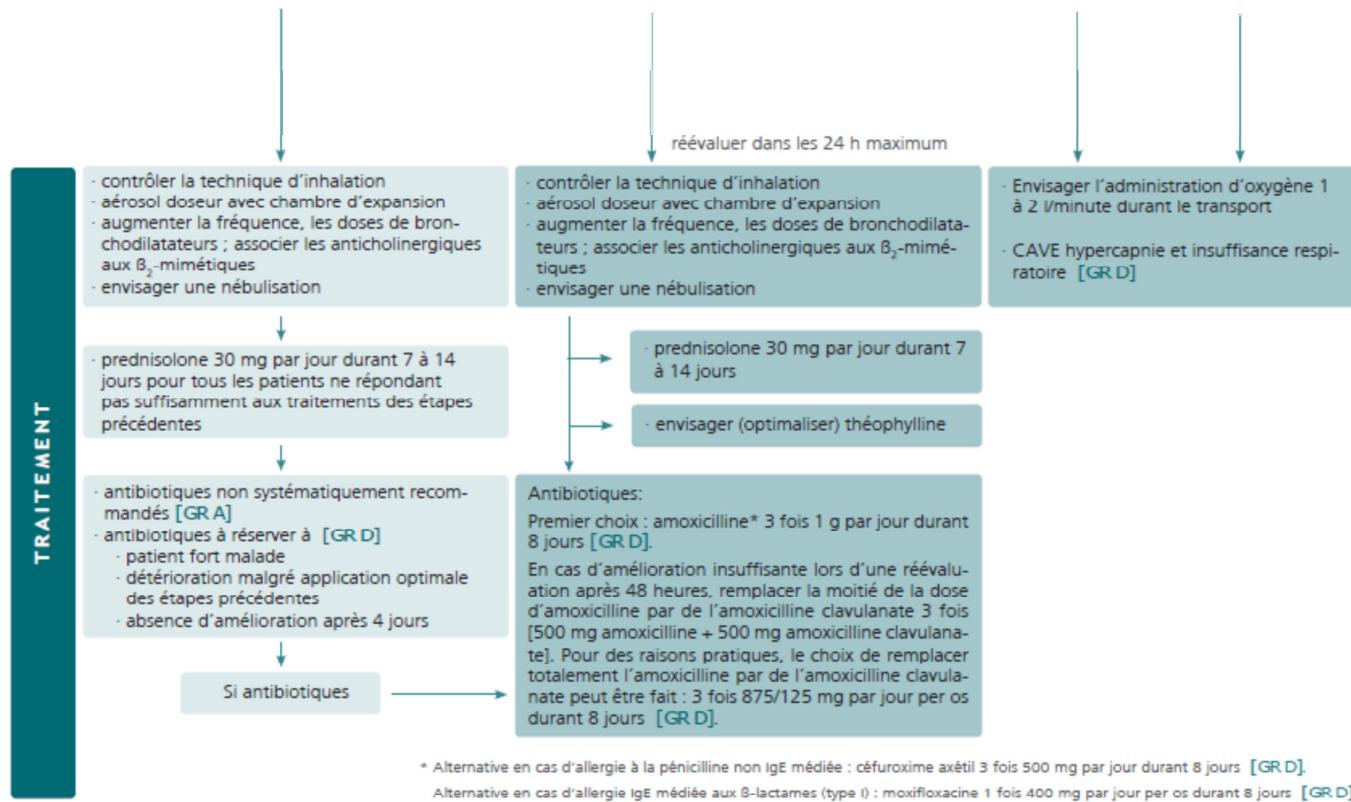 réévaluer dans les 24 h maximum
TRAITEMENT
· contrôler la technique d'inhalation
· aérosol doseur avec chambre d'expansion
· augmenter la fréquence, les doses de bron-
chodilatateurs ; associer les anticholinergiques
aux ß₂-mimétiques
· envisager une nébulisation
· prednisolone 30 mg par jour durant 7 à 14
jours pour tous les patients ne répondant
pas suffisamment aux traitements des étapes
précédentes
· antibiotiques non systématiquement recom-
mandés [GR A]
· antibiotiques à réserver à [GR D]
· patient fort malade
· détérioration malgré application optimale
des étapes précédentes
· absence d'amélioration après 4 jours
Si antibiotiques
· contrôler la technique d'inhalation
· aérosol doseur avec chambre d'expansion
· augmenter la fréquence, les doses de bronchodilata-
teurs ; associer les anticholinergiques aux ß₂-mimé-
tiques
· envisager une nébulisation
· prednisolone 30 mg par jour durant 7
à 14 jours
· envisager (optimaliser) théophylline
Antibiotiques:
Premier choix : amoxicilline* 3 fois 1 g par jour durant
8 jours [GR D].
En cas d'amélioration insuffisante lors d'une réévalu-
ation après 48 heures, remplacer la moitié de la dose
d'amoxicilline par de l'amoxicilline clavulanate 3 fois
[500 mg amoxicilline + 500 mg amoxicilline clavulana-
te]. Pour des raisons pratiques, le choix de remplacer
totalement l'amoxicilline par de l'amoxicilline clavula-
nate peut être fait : 3 fois 875/125 mg par jour per os
durant 8 jours [GR D].
· Envisager l'administration d'oxygène 1
à 2 l/minute durant le transport
· CAVE hypercapnie et insuffisance respi-
ratoire [GR D]
* Alternative en cas d'allergie à la pénicilline non IgE médiée : céfuroxime axétil 3 fois 500 mg par jour durant 8 jours [GR D].
Alternative en cas d'allergie IgE médiée aux ß-lactames (type I) : moxifloxacine 1 fois 400 mg par jour per os durant 8 jours [GR D]